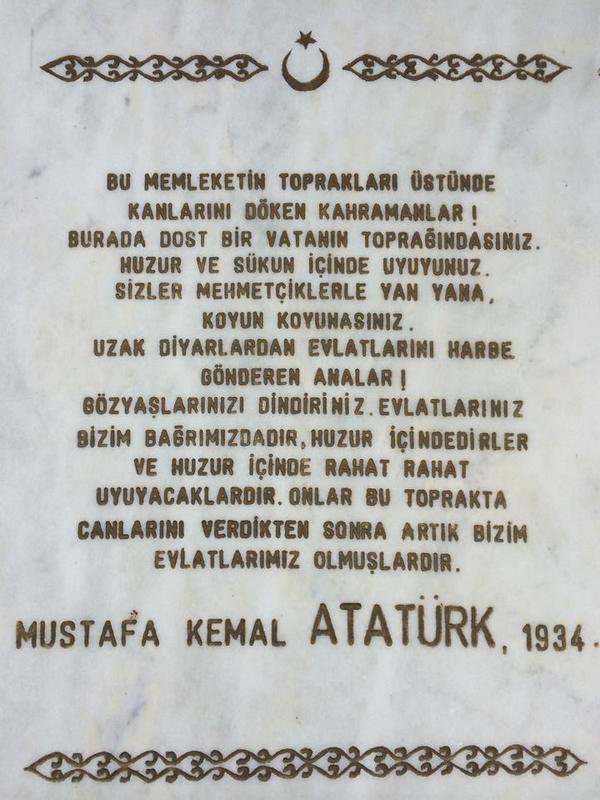 BU MEMLEKETİN TOPRAKLARI ÜSTÜNDE
KANLARINI DÖKEN KAHRAMANLAR!
BURADA DOST BİR VATANIN TOPRAĞINDASINIZ.
HUZUR VE SÜKUN İÇİNDE UYUYUNUZ.
SİZLER MEHMETÇİKLERLE YAN YANA,
KOYUN KOYUNASINIZ.
UZAK DİYARLARDAN EVLATLARINI HARBE
GÖNDEREN ANALAR!
GÖZYAŞLARINIZI DİNDİRİNİZ. EVLATLARINIZ
BİZİM BAĞRIMIZDADIR, HUZUR İÇİNDEDİRLER
VE HUZUR İÇİNDE RAHAT RAHAT
UYUYACAKLARDIR. ONLAR BU TOPRAKTA
CANLARINI VERDİKTEN SONRA ARTIK BİZİM
EVLATLARIMIZ OLMUŞLARDIR.
MUSTAFA KEMAL ATATÜRK, 1934.